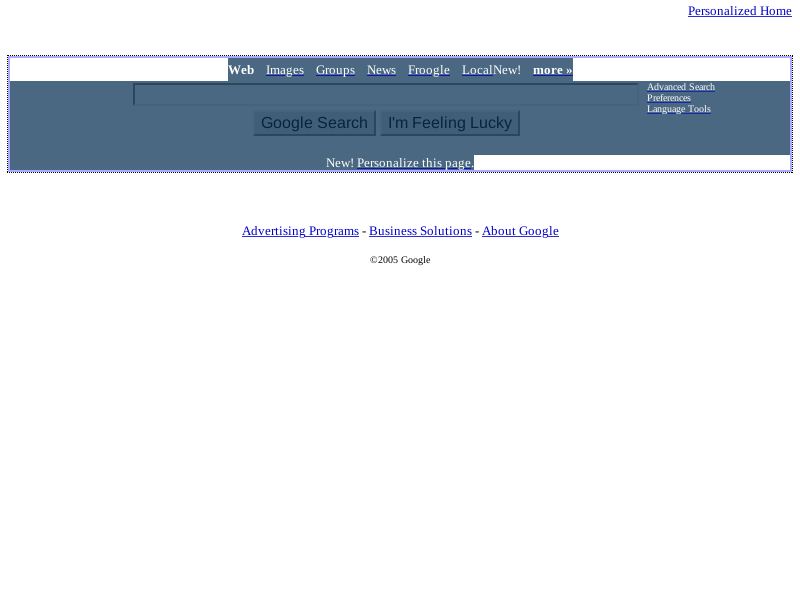 Personalized Home
Web Images Groups News Froogle LocalNew! more »
Advanced Search
Preferences
Language Tools
Google Search I'm Feeling Lucky
New! Personalize this page.
Advertising Programs - Business Solutions - About Google
©2005 Google